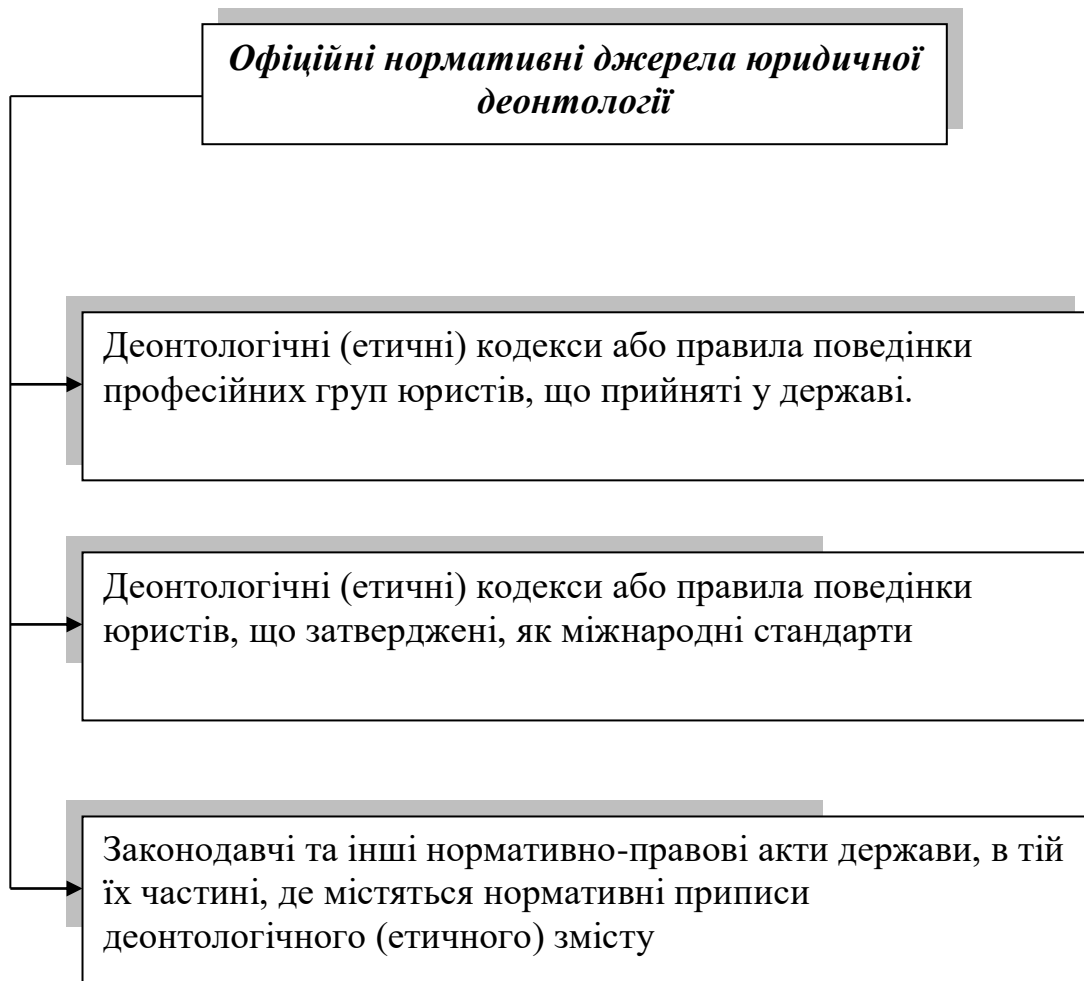 Офіційні нормативні джерела юридичної
деонтології
Деонтологічні (етичні) кодекси або правила поведінки
професійних груп юристів, що прийняті у державі.
Деонтологічні (етичні) кодекси або правила поведінки
юристів, що затверджені, як міжнародні стандарти
Законодавчі та інші нормативно-правові акти держави, в тій
їх частині, де містяться нормативні приписи
деонтологічного (етичного) змісту